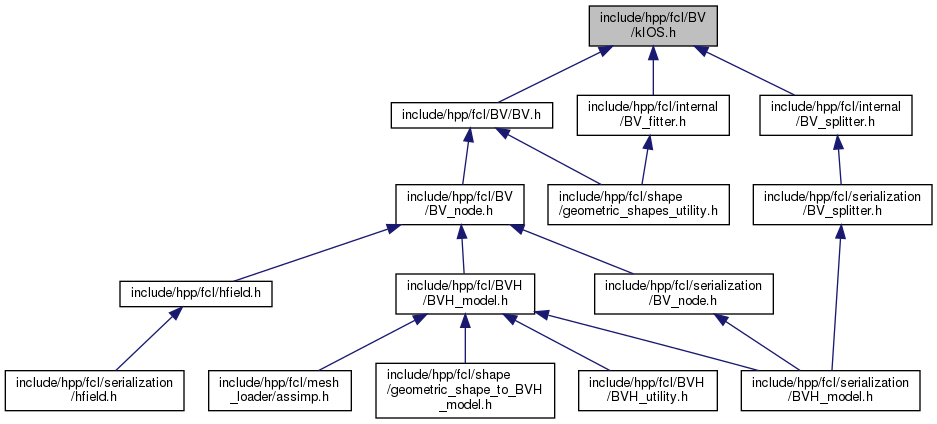 include/hpp/fcl/BV
/kIOS.h
include/hpp/fcl/BV/BV.h
include/hpp/fcl/internal
/BV_fitter.h
include/hpp/fcl/internal
/BV_splitter.h
include/hpp/fcl/BV
/BV_node.h
include/hpp/fcl/shape
/geometric_shapes_utility.h
include/hpp/fcl/serialization
/BV_splitter.h
include/hpp/fcl/hfield.h
include/hpp/fcl/BVH
/BVH_model.h
include/hpp/fcl/serialization
/BV_node.h
include/hpp/fcl/serialization
/hfield.h
include/hpp/fcl/mesh
_loader/assimp.h
include/hpp/fcl/shape
/geometric_shape_to_BVH
_model.h
include/hpp/fcl/BVH
/BVH_utility.h
include/hpp/fcl/serialization
/BVH_model.h